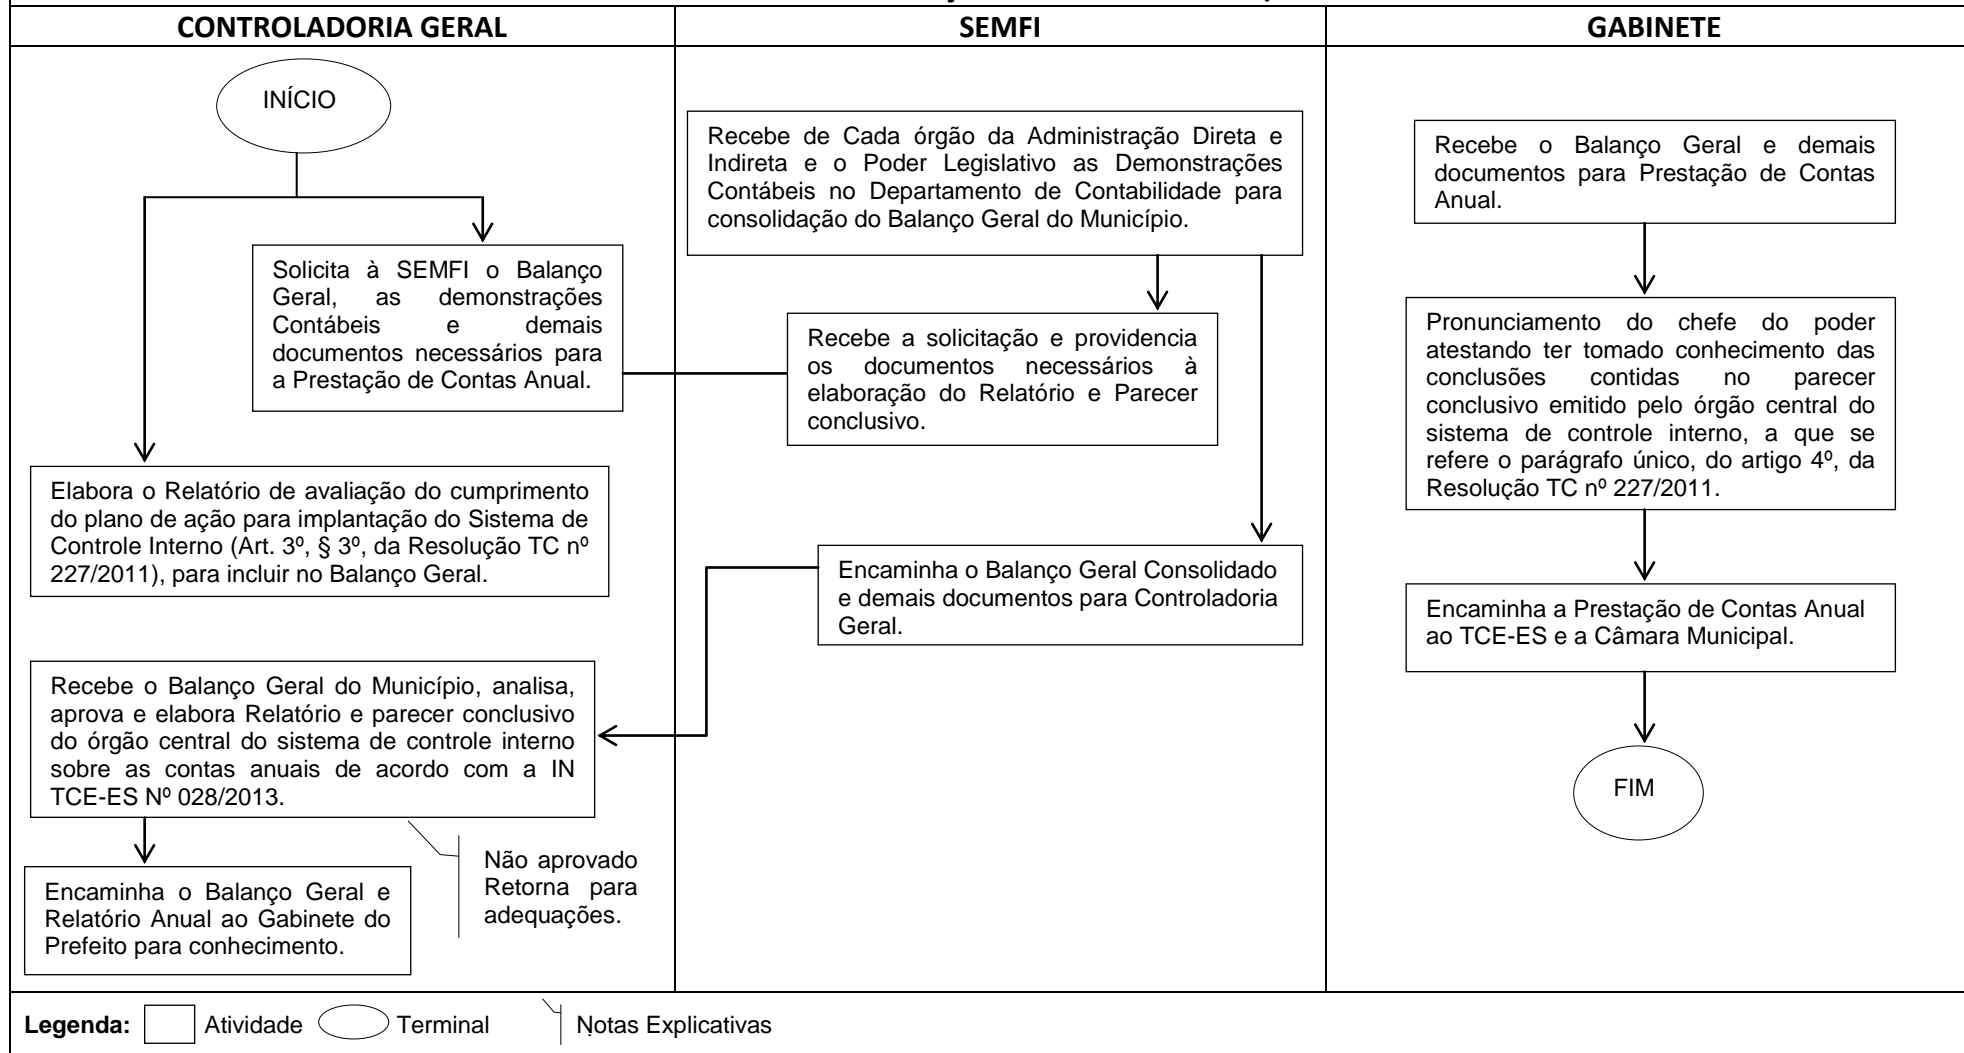 CONTROLADORIA GERAL
SEMFI
GABINETE
INÍCIO
Solicita à SEMFI o Balanço
Geral, as demonstrações
Contábeis e demais
documentos necessários para
a Prestação de Contas Anual.
Elabora o Relatório de avaliação do cumprimento
do plano de ação para implantação do Sistema de
Controle Interno (Art. 3º, § 3º, da Resolução TC nº
227/2011), para incluir no Balanço Geral.
Recebe o Balanço Geral do Município, analisa,
aprova e elabora Relatório e parecer conclusivo
do órgão central do sistema de controle interno
sobre as contas anuais de acordo com a IN
TCE-ES Nº 028/2013.
Não aprovado
Retorna para
adequações.
Encaminha o Balanço Geral e
Relatório Anual ao Gabinete do
Prefeito para conhecimento.
Recebe de Cada órgão da Administração Direta e
Indireta e o Poder Legislativo as Demonstrações
Contábeis no Departamento de Contabilidade para
consolidação do Balanço Geral do Município.
Recebe a solicitação e providencia
os documentos necessários à
elaboração do Relatório e Parecer
conclusivo.
Encaminha o Balanço Geral Consolidado
e demais documentos para Controladoria
Geral.
Recebe o Balanço Geral e demais
documentos para Prestação de Contas
Anual.
Pronunciamento do chefe do poder
atestando ter tomado conhecimento das
conclusões contidas no parecer
conclusivo emitido pelo órgão central do
sistema de controle interno, a que se
refere o parágrafo único, do artigo 4º, da
Resolução TC nº 227/2011.
Encaminha a Prestação de Contas Anual
ao TCE-ES e a Câmara Municipal.
FIM
Legenda: Atividade Terminal Notas Explicativas